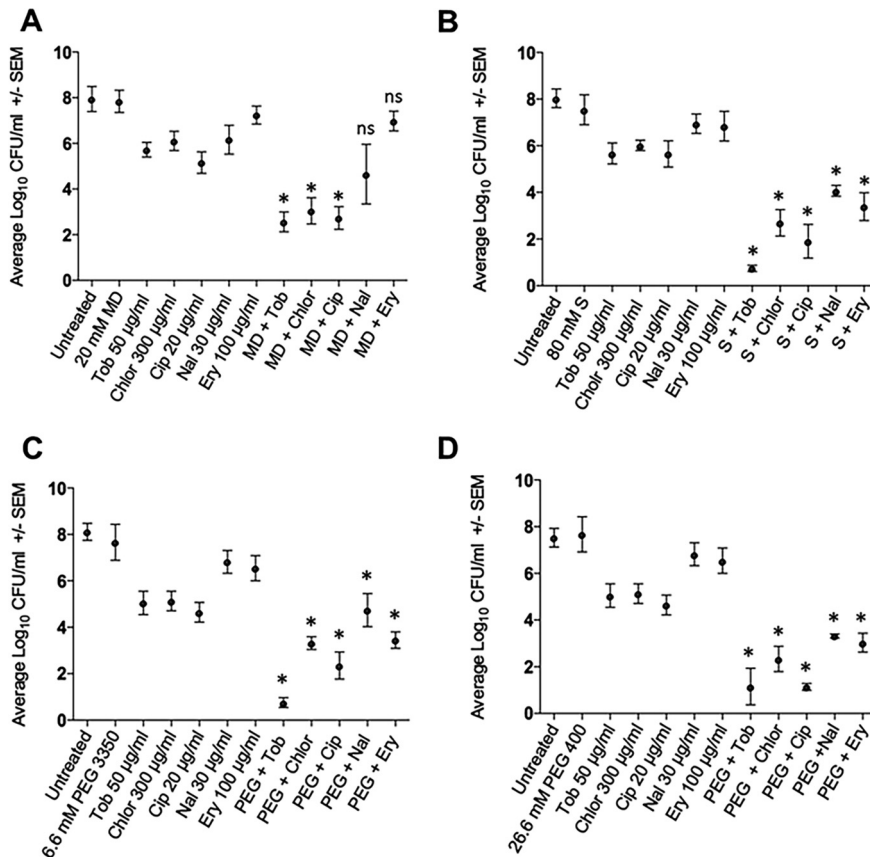 A
Average Log10 CFU/ml +/- SEM
10
8
6
4
2
0
* * * ns ns
Untreated
20 mM MD
Tob 50 µg/ml
Chlor 300 µg/ml
Cip 20 µg/ml
Nal 30 µg/ml
Ery 100 µg/ml
MD + Tob
MD + Chlor
MD + Cip
MD + Nal
MD + Ery
B
Average Log10 CFU/ml +/- SEM
10
8
6
4
2
0
* * * * *
Untreated
80 mM S
Tob 50 µg/ml
Cholr 300 µg/ml
Cip 20 µg/ml
Nal 30 µg/ml
Ery 100 µg/ml
S + Tob
S + Chlor
S + Cip
S + Nal
S + Ery
C
Average Log10 CFU/ml +/- SEM
10
8
6
4
2
0
* * * * *
Untreated
6.6 mM PEG 3350
Tob 50 µg/ml
Chlor 300 µg/ml
Cip 20 µg/ml
Nal 30 µg/ml
Ery 100 µg/ml
PEG + Tob
PEG + Chlor
PEG + Cip
PEG + Nal
PEG + Ery
D
Average Log10 CFU/ml +/- SEM
10
8
6
4
2
0
* * * * *
Untreated
26.6 mM PEG 400
Tob 50 µg/ml
Chlor 300 µg/ml
Cip 20 µg/ml
Nal 30 µg/ml
Ery 100 µg/ml
PEG + Tob
PEG + Chlor
PEG + Cip
PEG +Nal
PEG + Ery